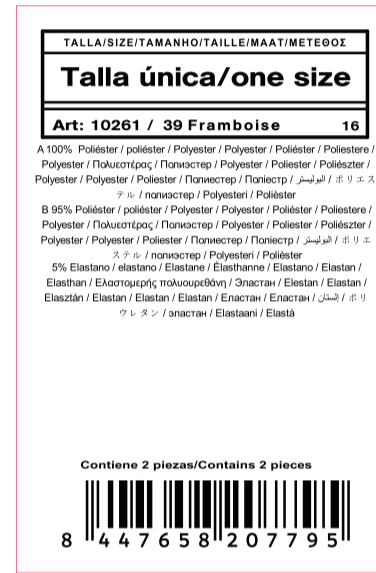 TALLA/SIZE/TAMANHO/TAILLE/MAAT/ΜΕΤΕΘΟΣ
Talla única/one size
Art: 10261 / 39 Framboise 16
A 100% Poliéster / poliéster / Polyester / Polyester / Poliéster / Poliestere /
Polyester / Πολυεστέρας / Полиэстер / Polyester / Poliester / Poliészter /
Polyester / Polyester / Poliester / Полиестер / Поліестр / البوليستر / ポリエス
テル / полиэстер / Polyesteri / Polièster
B 95% Poliéster / poliéster / Polyester / Polyester / Poliéster / Poliestere /
Polyester / Πολυεστέρας / Полиэстер / Polyester / Poliester / Poliészter /
Polyester / Polyester / Poliester / Полиестер / Поліестр / البوليستر / ポリエ
ステル / полиэстер / Polyesteri / Polièster
5% Elastano / elastano / Elastane / Élasthanne / Elastano / Elastan /
Elasthan / Ελαστομερής πολυουρεθάνη / Эластан / Elestan / Elastan /
Elasztán / Elastan / Elastan / Elastan / Еластан / Еластан / إلستان / ポリ
ウレタン / эластан / Elastaani / Elastà
Contiene 2 piezas/Contains 2 pieces
8 447658 207795